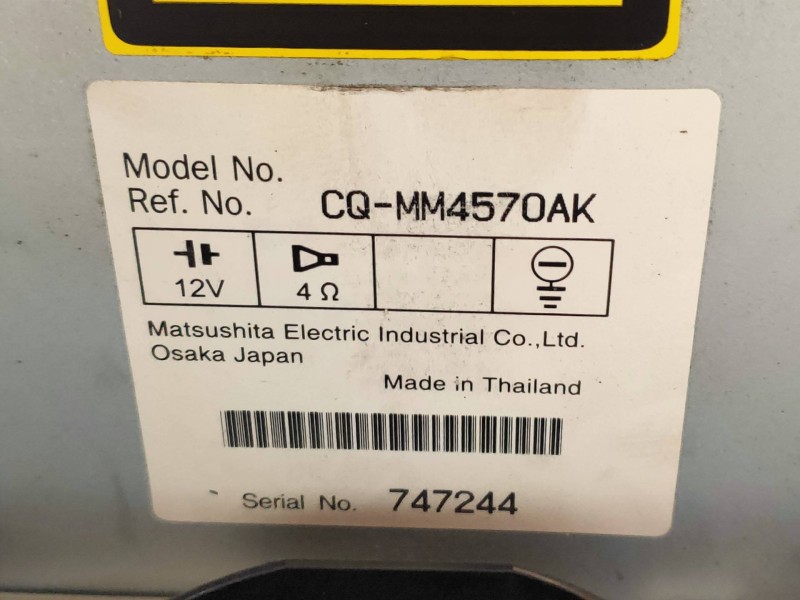 Model No.
Ref. No. CQ-MM4570AK
12V
4 Ω
Matsushita Electric Industrial Co.,Ltd.
Osaka Japan
Made in Thailand
Serial No. 747244